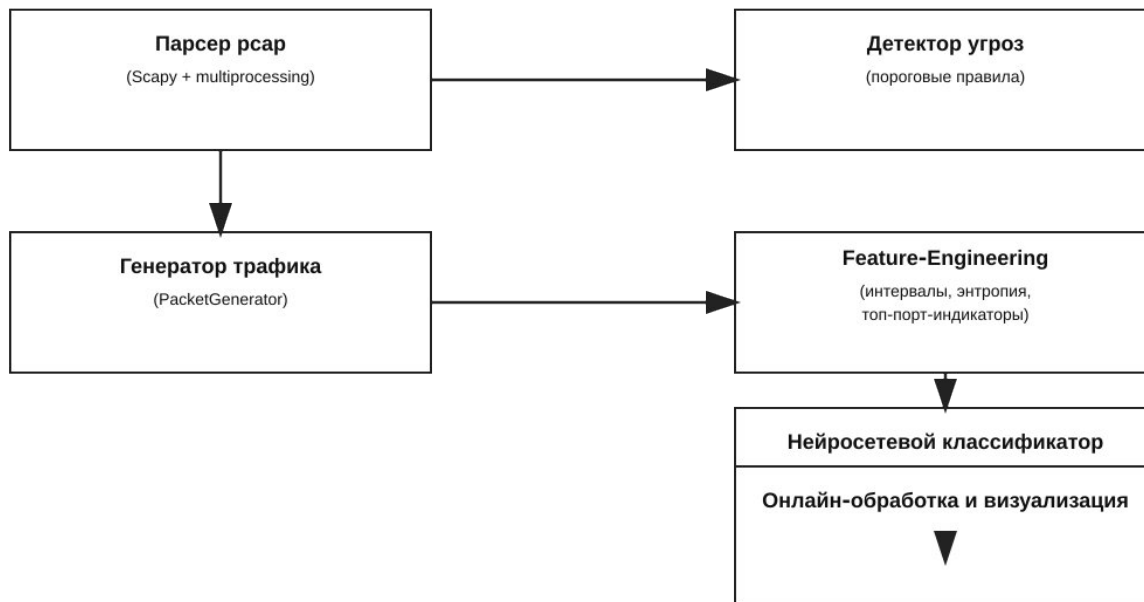 Парсер pcap
(Scapy + multiprocessing)
Детектор угроз
(пороговые правила)
Генератор трафика
(PacketGenerator)
Feature-Engineering
(интервалы, энтропия,
топ-порт-индикаторы)
Нейросетевой классификатор
Онлайн-обработка и визуализация